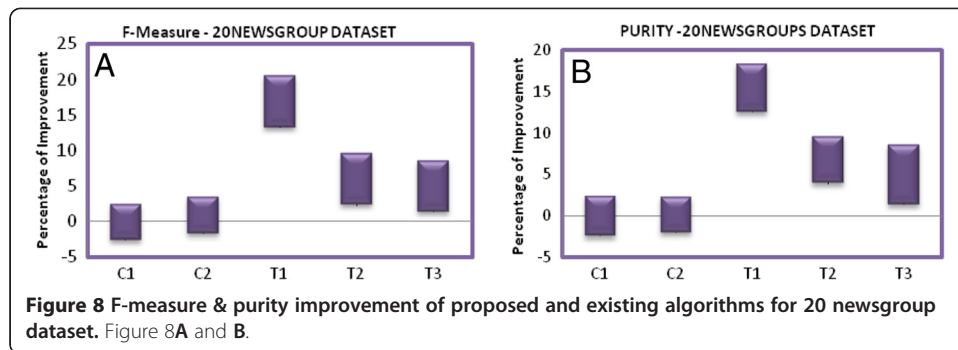 F-Measure - 20NEWSGROUP DATASET
A
Percentage of Improvement
25
20
15
10
5
0
-5
C1 C2 T1 T2 T3
PURITY -20NEWSGROUPS DATASET
B
Percentage of Improvement
20
15
10
5
0
-5
C1 C2 T1 T2 T3
Figure 8 F-measure & purity improvement of proposed and existing algorithms for 20 newsgroup
dataset. Figure 8A and B.